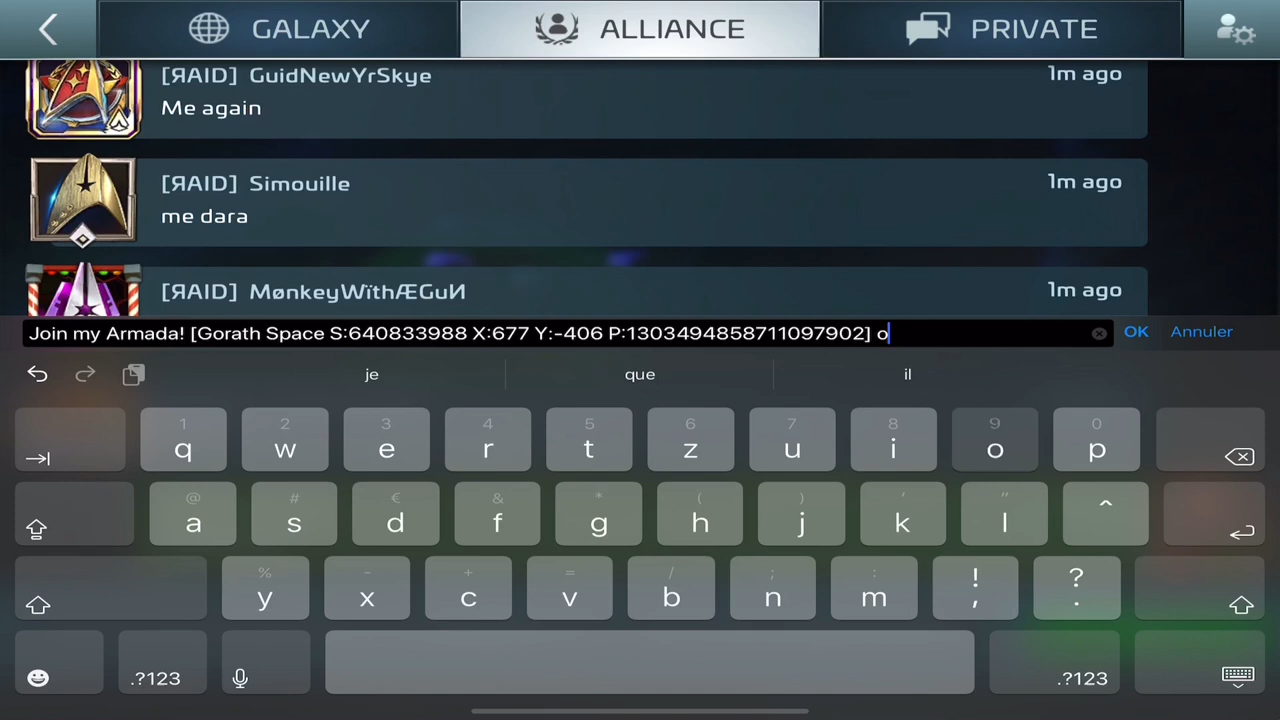 GALAXY
ALLIANCE
PRIVATE
[ЯAID] GuidNewYrSkye
1m ago
Me again
[ЯAID] Simouille
1m ago
me dara
[ЯAID] MønkeyWïthÆGuИ
1m ago
Join my Armada! [Gorath Space S:640833988 X:677 Y:-406 P:1303494858711097902] o
OK
Annuler
je
que
il
1 2 3 4 5 6 7 8 9 0
q w e r t z u i o p
@ # € & * ( ) ' "
a s d f g h j k l ^
% - + = / ; : ! ?
y x c v b n m , .
.?123
.?123